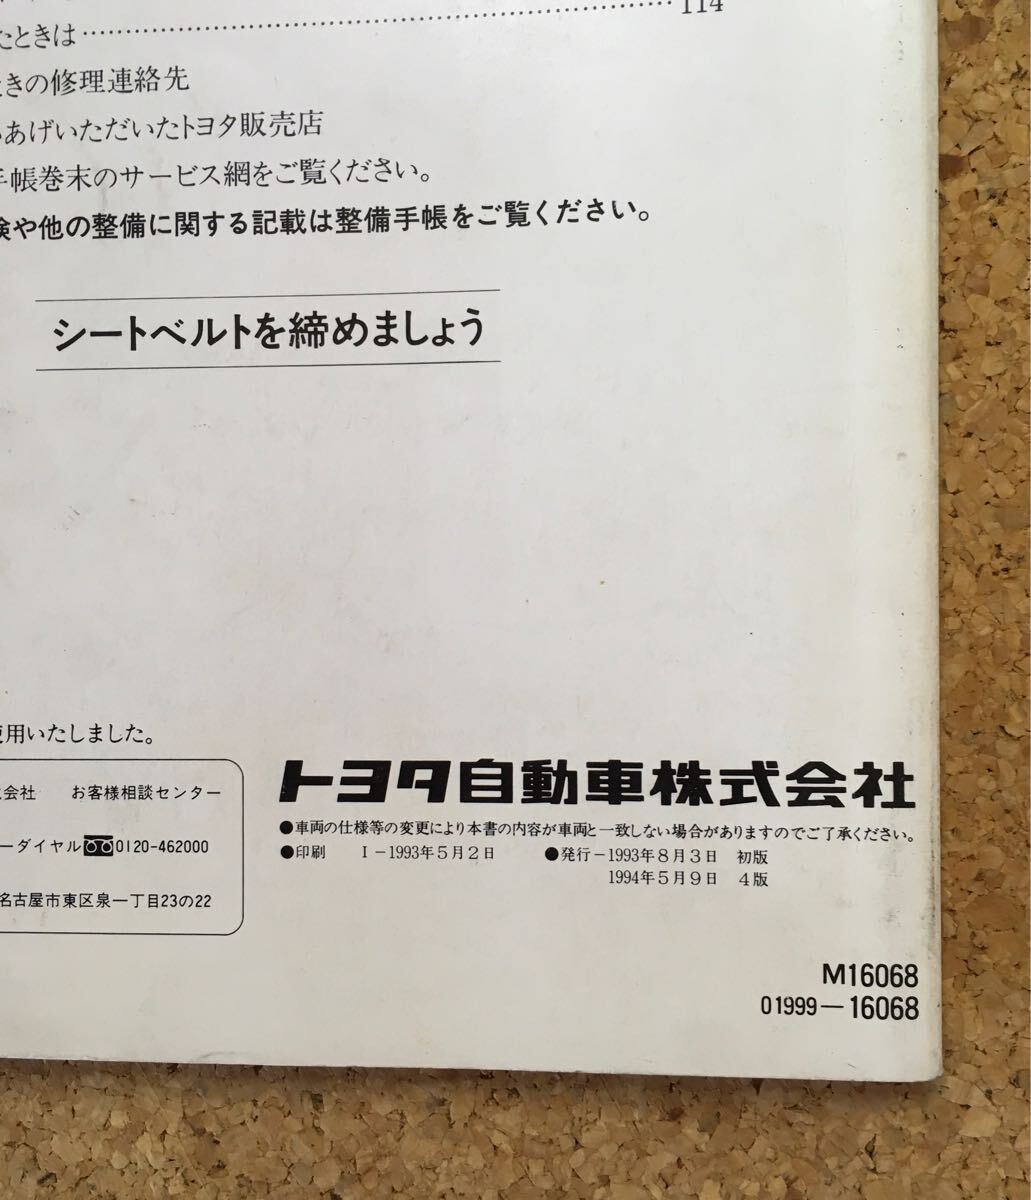 たときは……………………………………………………114
ときの修理連絡先
あげいただいたトヨタ販売店
手帳巻末のサービス網をご覧ください。
険や他の整備に関する記載は整備手帳をご覧ください。
シートベルトを締めましょう
使用いたしました。
会社　お客様相談センター
ーダイヤル 0120-462000
名古屋市東区泉一丁目23の22
トヨタ自動車株式会社
●車両の仕様等の変更により本書の内容が車両と一致しない場合がありますのでご了承ください。
●印刷　I－1993年5月2日　●発行－1993年8月3日　初版
1994年5月9日　4版
M16068
01999－16068